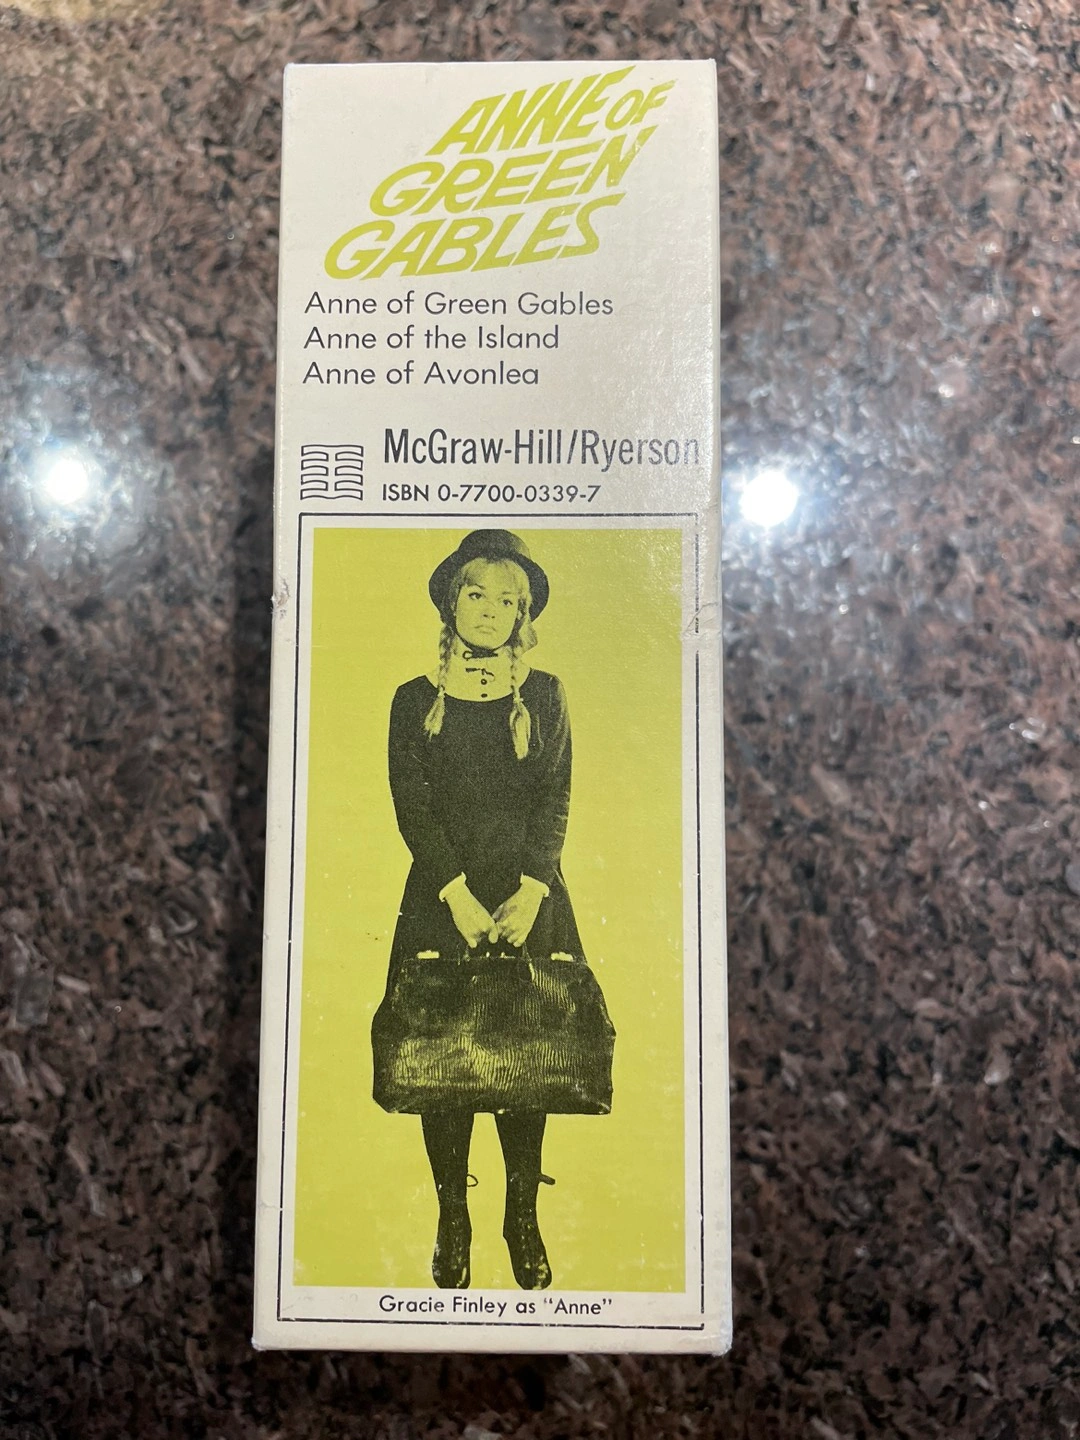 ANNE OF
GREEN
GABLES
Anne of Green Gables
Anne of the Island
Anne of Avonlea
McGraw-Hill/Ryerson
ISBN 0-7700-0339-7
Gracie Finley as "Anne"